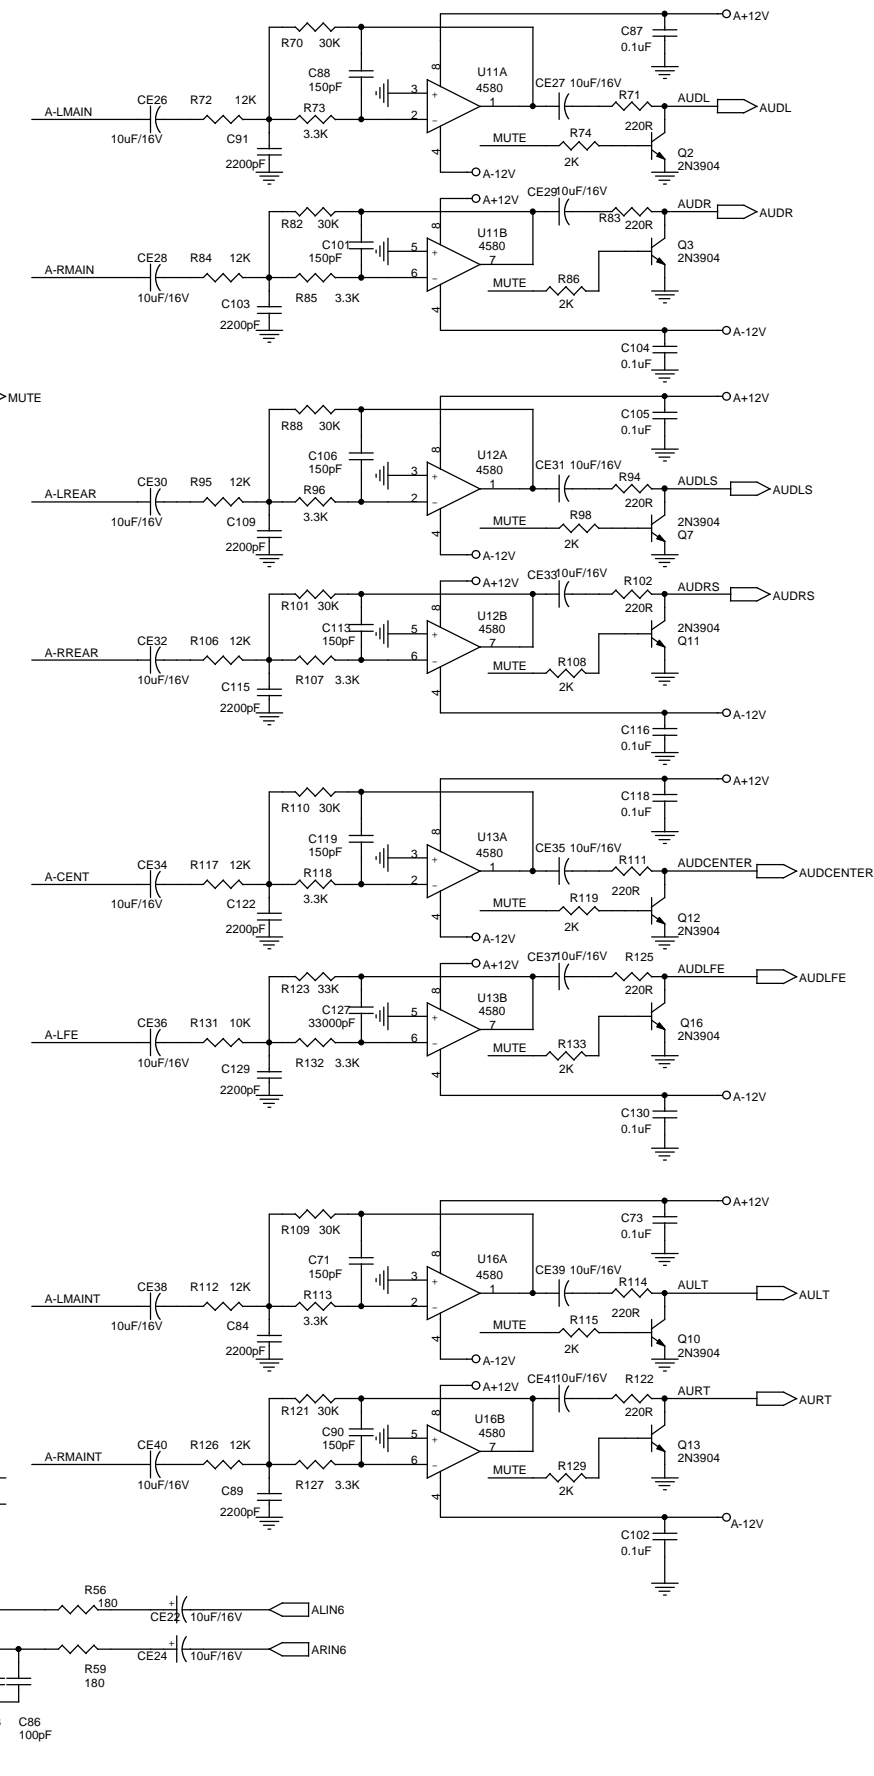 A+12V
C87
0.1uF
R70 30K
C88
150pF
U11A
4580
8
3
+
2
−
1
4
CE27 10uF/16V
R71
220R
AUDL
AUDL
A-LMAIN
CE26
10uF/16V
R72 12K
R73
3.3K
C91
2200pF
MUTE
R74
2K
Q2
2N3904
A-12V
A+12V
R82 30K
C101
150pF
U11B
4580
8
5
+
6
−
7
4
CE29 10uF/16V
R83
220R
AUDR
AUDR
A-RMAIN
CE28
10uF/16V
R84 12K
R85 3.3K
C103
2200pF
MUTE
R86
2K
Q3
2N3904
A-12V
C104
0.1uF
MUTE
A+12V
C105
0.1uF
R88 30K
C106
150pF
U12A
4580
8
3
+
2
−
1
4
CE31 10uF/16V
R94
220R
AUDLS
AUDLS
A-LREAR
CE30
10uF/16V
R95 12K
R96
3.3K
C109
2200pF
MUTE
R98
2K
2N3904
Q7
A-12V
A+12V
R101 30K
C113
150pF
U12B
4580
8
5
+
6
−
7
4
CE33 10uF/16V
R102
220R
AUDRS
AUDRS
A-RREAR
CE32
10uF/16V
R106 12K
R107 3.3K
C115
2200pF
MUTE
R108
2K
2N3904
Q11
A-12V
C116
0.1uF
A+12V
C118
0.1uF
R110 30K
C119
150pF
U13A
4580
8
3
+
2
−
1
4
CE35 10uF/16V
R111
220R
AUDCENTER
AUDCENTER
A-CENT
CE34
10uF/16V
R117 12K
R118
3.3K
C122
2200pF
MUTE
R119
2K
Q12
2N3904
A-12V
A+12V
R123 33K
C127
33000pF
U13B
4580
8
5
+
6
−
7
4
CE37 10uF/16V
R125
220R
AUDLFE
AUDLFE
A-LFE
CE36
10uF/16V
R131 10K
R132 3.3K
C129
2200pF
MUTE
R133
2K
Q16
2N3904
A-12V
C130
0.1uF
A+12V
C73
0.1uF
R109 30K
C71
150pF
U16A
4580
8
3
+
2
−
1
4
CE39 10uF/16V
R114
220R
AULT
AULT
A-LMAINT
CE38
10uF/16V
R112 12K
R113
3.3K
C84
2200pF
MUTE
R115
2K
Q10
2N3904
A-12V
A+12V
R121 30K
C90
150pF
U16B
4580
8
5
+
6
−
7
4
CE41 10uF/16V
R122
220R
AURT
AURT
A-RMAINT
CE40
10uF/16V
R126 12K
R127 3.3K
C89
2200pF
MUTE
R129
2K
Q13
2N3904
A-12V
C102
0.1uF
R56
180
+
CE22 10uF/16V
ALIN6
+
CE24 10uF/16V
ARIN6
R59
180
C86
100pF